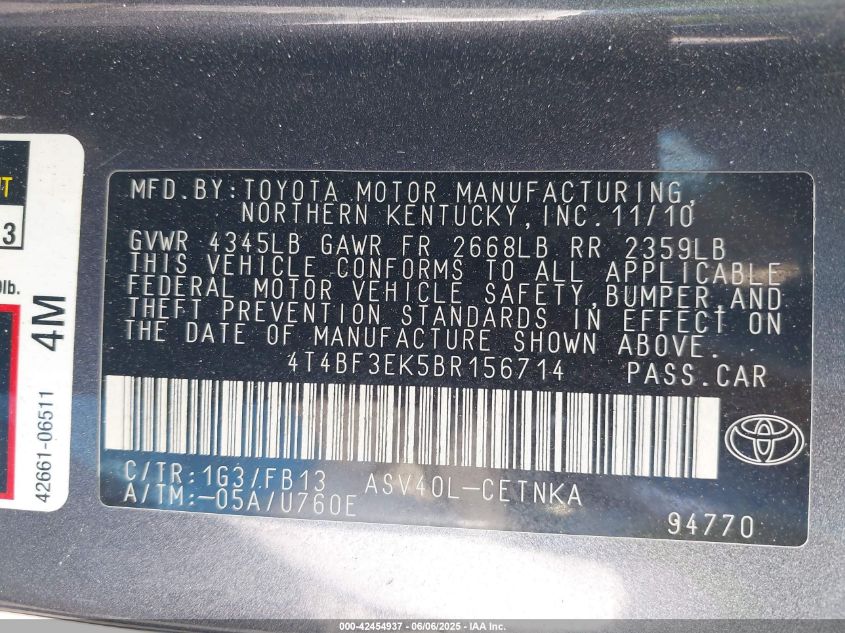 MFD. BY: TOYOTA MOTOR MANUFACTURING,
NORTHERN KENTUCKY, INC. 11/10
GVWR 4345LB GAWR FR 2668LB RR 2359LB
THIS VEHICLE CONFORMS TO ALL APPLICABLE
FEDERAL MOTOR VEHICLE SAFETY, BUMPER, AND
THEFT PREVENTION STANDARDS IN EFFECT ON
THE DATE OF MANUFACTURE SHOWN ABOVE.
4T4BF3EK5BR156714 PASS. CAR
C/TR: 1G3/FB13 ASV40L-CETNKA
A/TM: -05A/U760E
94770
3
lb.
4M
42661-06511
000-42454937 - 06/06/2025 - IAA Inc.